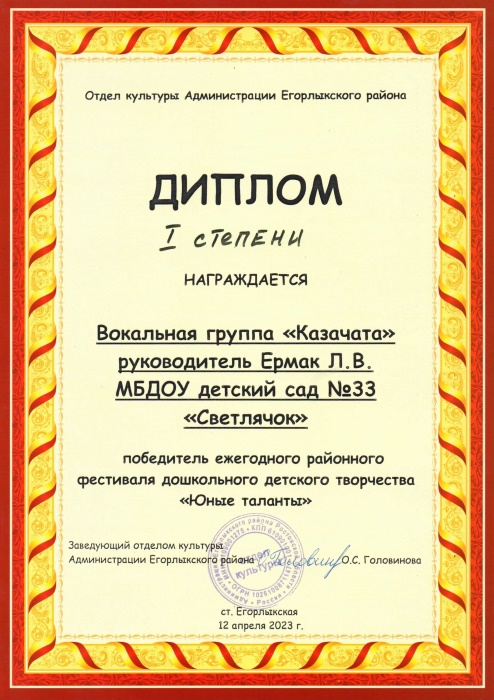 Отдел культуры Администрации Егорлыкского района
ДИПЛОМ
I степени
НАГРАЖДАЕТСЯ
Вокальная группа «Казачата»
руководитель Ермак Л.В.
МБДОУ детский сад №33
«Светлячок»
победитель ежегодного районного
фестиваля дошкольного детского творчества
«Юные таланты»
Заведующий отделом культуры
Администрации Егорлыкского района О.С. Головинова
отдел
культуры
ст. Егорлыкская
12 апреля 2023 г.